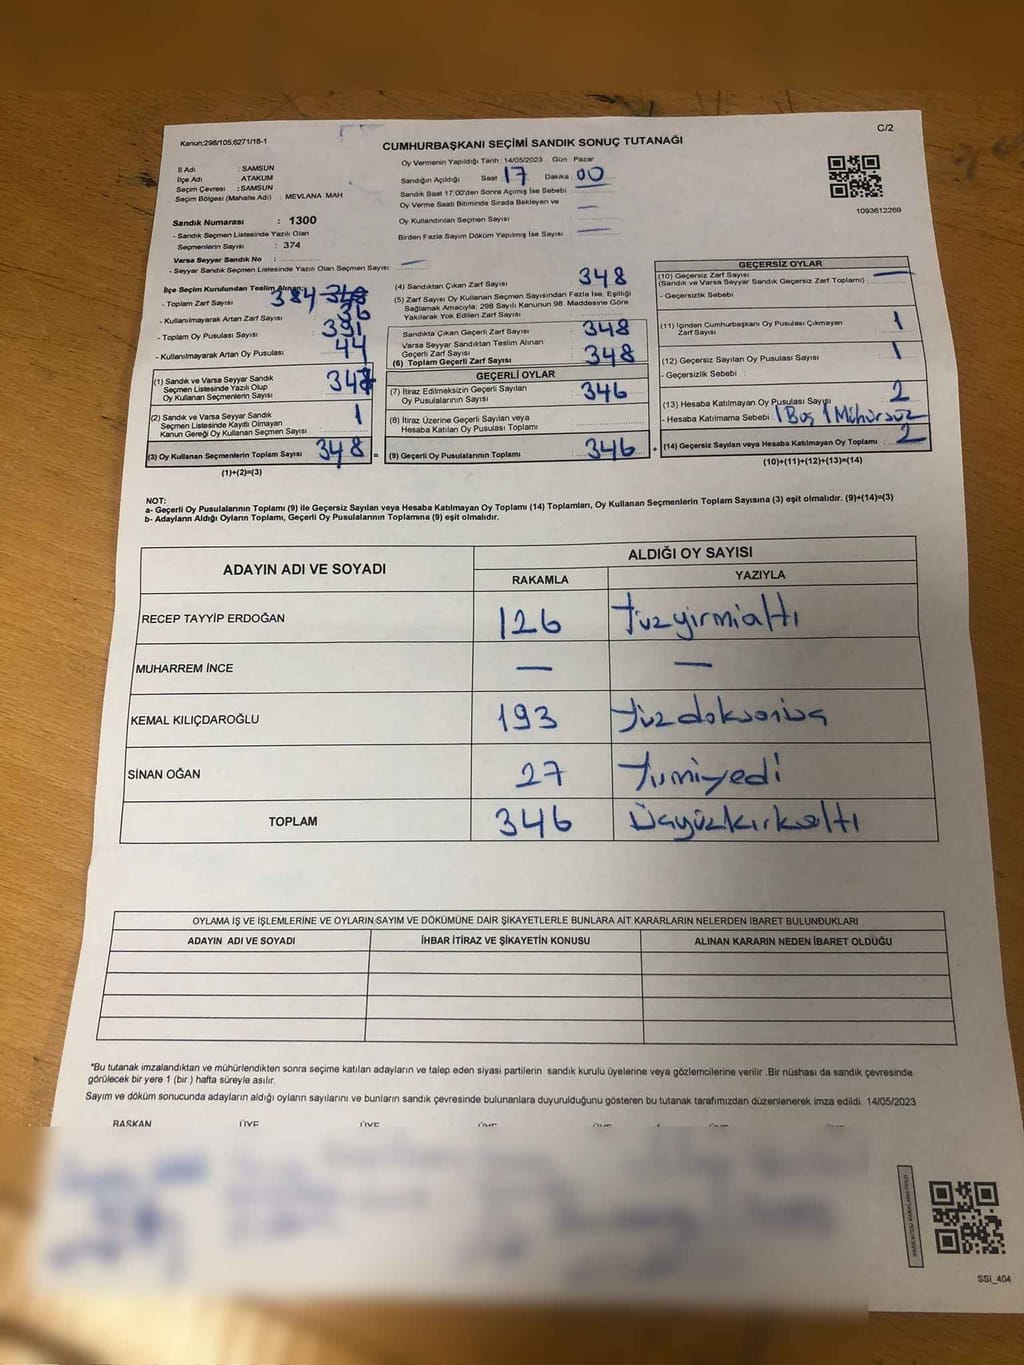 Kanun:298/105,6271/18-1
CUMHURBAŞKANI SEÇİMİ SANDIK SONUÇ TUTANAĞI
C/2
İl Adı : SAMSUN
İlçe Adı ATAKUM
Seçim Çevresi : SAMSUN
Seçim Bölgesi (Mahalle Adı) : MEVLANA MAH
Sandık Numarası : 1300
- Sandık Seçmen Listesinde Yazılı Olan
Seçmenlerin Sayısı : 374
Varsa Seyyar Sandık No :
- Seyyar Sandık Seçmen Listesinde Yazılı Olan Seçmen Sayısı :
Oy Vermenin Yapıldığı Tarih : 14/05/2023 Gün : Pazar
Sandığın Açıldığı Saat : 17 Dakika : 00
Sandık Saat 17:00'den Sonra Açımış İse Sebebi :
Oy Verme Saati Bitiminde Sırada Bekleyen ve
Oy Kullandırılan Seçmen Sayısı :
Birden Fazla Sayım Döküm Yapılmış İse Sayısı :
1093612269
İlçe Seçim Kurulundan Teslim Alınan;
- Toplam Zarf Sayısı 384
- Kullanılmayarak Artan Zarf Sayısı 36
- Toplam Oy Pusulası Sayısı 391
- Kullanılmayarak Artan Oy Pusulası 44
(1) Sandık ve Varsa Seyyar Sandık
Seçmen Listesinde Yazılı Olup
Oy Kullanan Seçmenlerin Sayısı 347
(2) Sandık ve Varsa Seyyar Sandık
Seçmen Listesinde Kayıtlı Olmayan
Kanun Gereği Oy Kullanan Seçmen Sayısı 1
(3) Oy Kullanan Seçmenlerin Toplam Sayısı 348 =
(1)+(2)=(3)
(4) Sandıktan Çıkan Zarf Sayısı 348
(5) Zarf Sayısı Oy Kullanan Seçmen Sayısından Fazla İse, Eşitliği
Sağlamak Amacıyla; 298 Sayılı Kanunun 98. Maddesine Göre
Yakılarak Yok Edilen Zarf Sayısı :
Sandıkta Çıkan Geçerli Zarf Sayısı : 348
Varsa Seyyar Sandıktan Teslim Alınan
Geçerli Zarf Sayısı
(6) Toplam Geçerli Zarf Sayısı : 348
GEÇERLİ OYLAR
(7) İtiraz Edilmeksizin Geçerli Sayılan
Oy Pusulasının Sayısı : 346
(8) İtiraz Üzerine Geçerli Sayılan veya
Hesaba Katılan Oy Pusulası Toplamı :
(9) Geçerli Oy Pusulalarının Toplamı : 346 +
GEÇERSİZ OYLAR
(10) Geçersiz Zarf Sayısı :
(Sandık ve Varsa Seyyar Sandık Geçersiz Zarf Toplamı)
- Geçersizlik Sebebi :
(11) İçinden Cumhurbaşkanı Oy Pusulası Çıkmayan
Zarf Sayısı 1
(12) Geçersiz Sayılan Oy Pusulası Sayısı : 1
- Geçersizlik Sebebi :
(13) Hesaba Katılmayan Oy Pusulası Sayısı 2
- Hesaba Katılmama Sebebi : 1 Boş 1 Mühürsüz
(14) Geçersiz Sayılan veya Hesaba Katılmayan Oy Toplamı : 2
(10)+(11)+(12)+(13)=(14)
NOT:
a- Geçerli Oy Pusulalarının Toplamı (9) ile Geçersiz Sayılan veya Hesaba Katılmayan Oy Toplamı (14) Toplamları, Oy Kullanan Seçmenlerin Toplam Sayısına (3) eşit olmalıdır. (9)+(14)=(3)
b- Adayların Aldığı Oyların Toplamı, Geçerli Oy Pusulalarının Toplamına (9) eşit olmalıdır.
ADAYIN ADI VE SOYADI
ALDIĞI OY SAYISI
RAKAMLA YAZIYLA
RECEP TAYYİP ERDOĞAN 126 Yüzyirmialtı
MUHARREM İNCE — —
KEMAL KILIÇDAROĞLU 193
SİNAN OĞAN 27
TOPLAM 346 Üçyüzkırkaltı
OYLAMA İŞ VE İŞLEMLERİNE VE OYLARIN SAYIM VE DÖKÜMÜNE DAİR ŞİKAYETLERLE BUNLARA AİT KARARLARIN NELERDEN İBARET BULUNDUKLARI
ADAYIN ADI VE SOYADI İHBAR İTİRAZ VE ŞİKAYETİN KONUSU ALINAN KARARIN NEDEN İBARET OLDUĞU
*Bu tutanak imzalandıktan ve mühürlendikten sonra seçime katılan adayların ve talep eden siyasi partilerin sandık kurulu üyelerine veya gözlemcilerine verilir .Bir nüshası da sandık çevresinde
görülecek bir yere 1 (bir ) hafta süreyle asılır.
Sayım ve döküm sonucunda adayların aldığı oyların sayılarını ve bunların sandık çevresinde bulunanlara duyurulduğunu gösteren bu tutanak tarafımızdan düzenlenerek imza edildi. 14/05/2023
BAŞKAN ÜYE ÜYE
SSİ_404